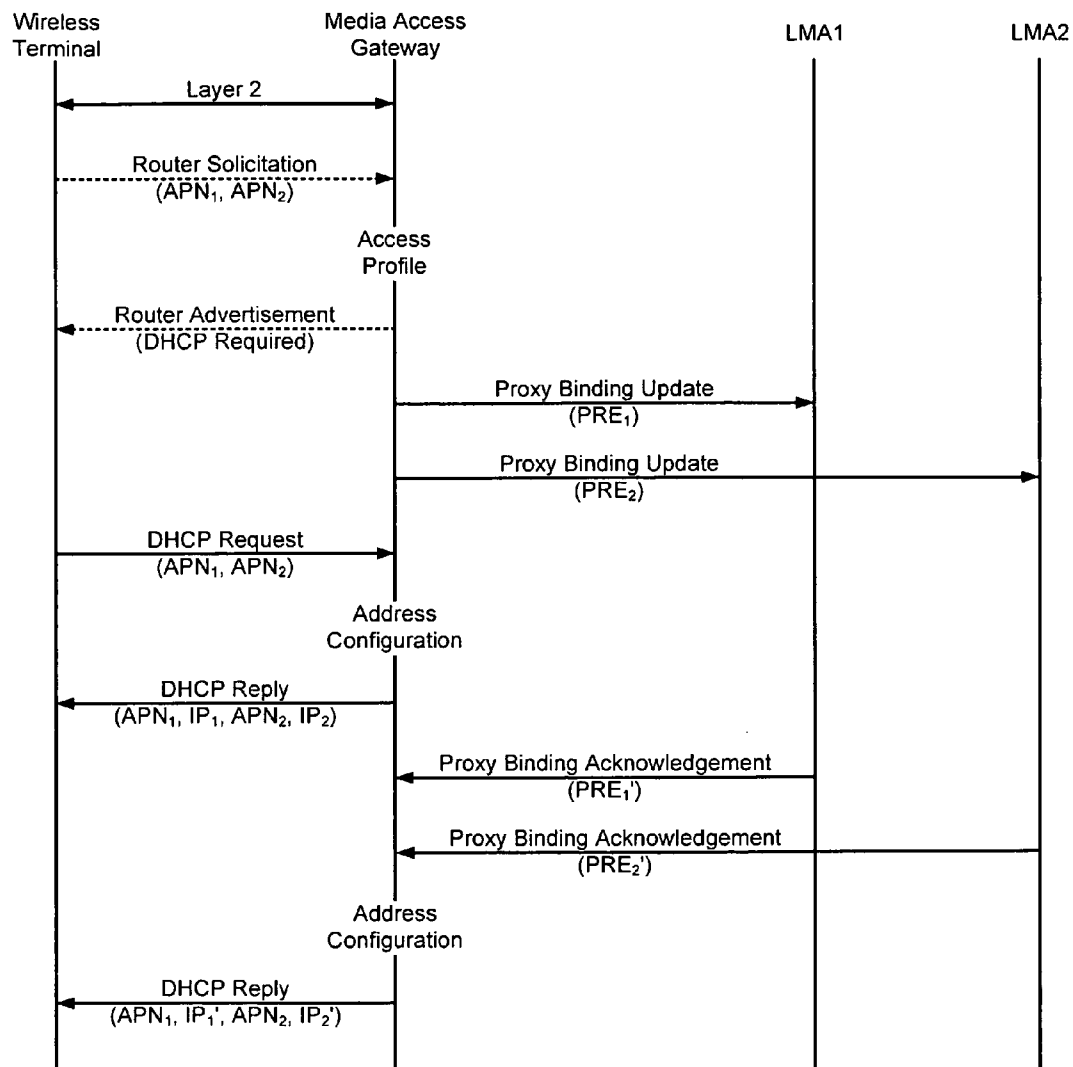 Wireless
Terminal
Media Access
Gateway
LMA1
LMA2
Layer 2
Router Solicitation
(APN₁, APN₂)
Access
Profile
Router Advertisement
(DHCP Required)
Proxy Binding Update
(PRE₁)
Proxy Binding Update
(PRE₂)
DHCP Request
(APN₁, APN₂)
Address
Configuration
DHCP Reply
(APN₁, IP₁, APN₂, IP₂)
Proxy Binding Acknowledgement
(PRE₁')
Proxy Binding Acknowledgement
(PRE₂')
Address
Configuration
DHCP Reply
(APN₁, IP₁', APN₂, IP₂')